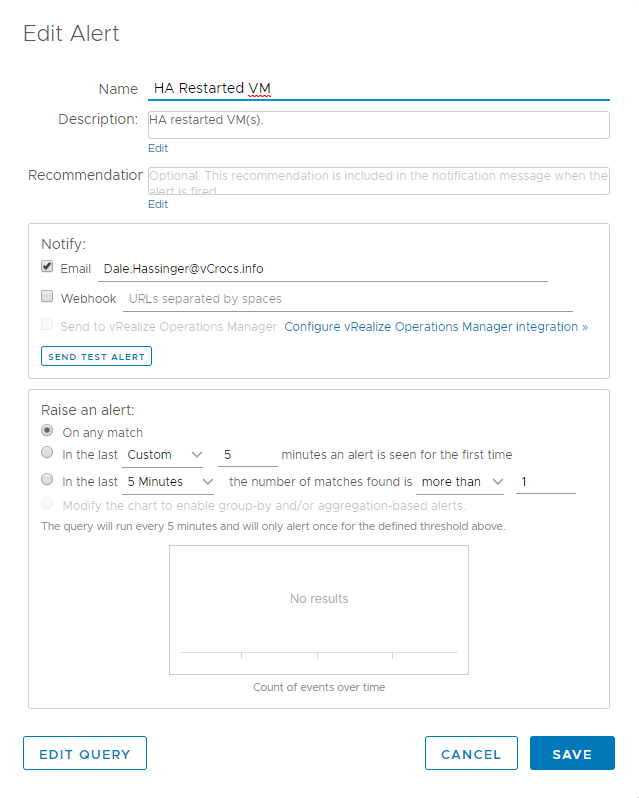 Edit Alert
Name HA Restarted VM
Description: HA restarted VM(s).
Edit
Recommendation Optional. This recommendation is included in the notification message when the
alert is fired
Edit
Notify:
Email Dale.Hassinger@vCrocs.info
Webhook URLs separated by spaces
Send to vRealize Operations Manager Configure vRealize Operations Manager integration »
SEND TEST ALERT
Raise an alert:
On any match
In the last Custom 5 minutes an alert is seen for the first time
In the last 5 Minutes the number of matches found is more than 1
Modify the chart to enable group-by and/or aggregation-based alerts.
The query will run every 5 minutes and will only alert once for the defined threshold above.
No results
Count of events over time
EDIT QUERY CANCEL SAVE